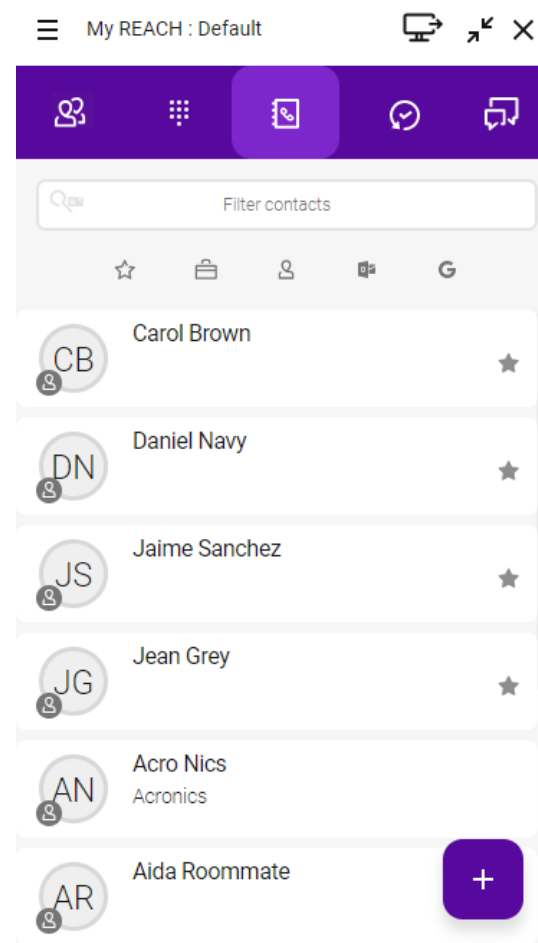 My REACH : Default
Filter contacts
G
CB
Carol Brown
DN
Daniel Navy
JS
Jaime Sanchez
JG
Jean Grey
AN
Acro Nics
Acronics
AR
Aida Roommate